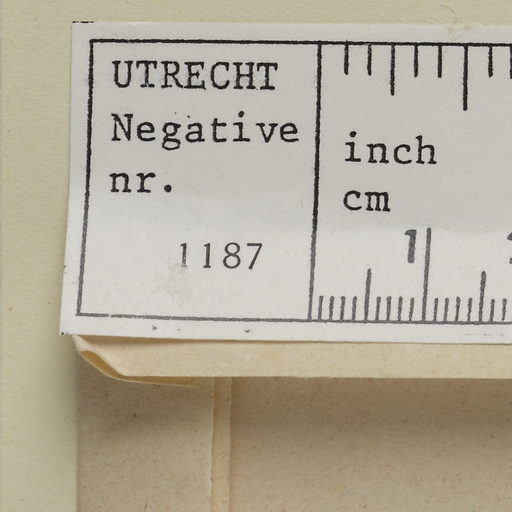 UTRECHT
Negative
nr.
1187
inch
cm
1